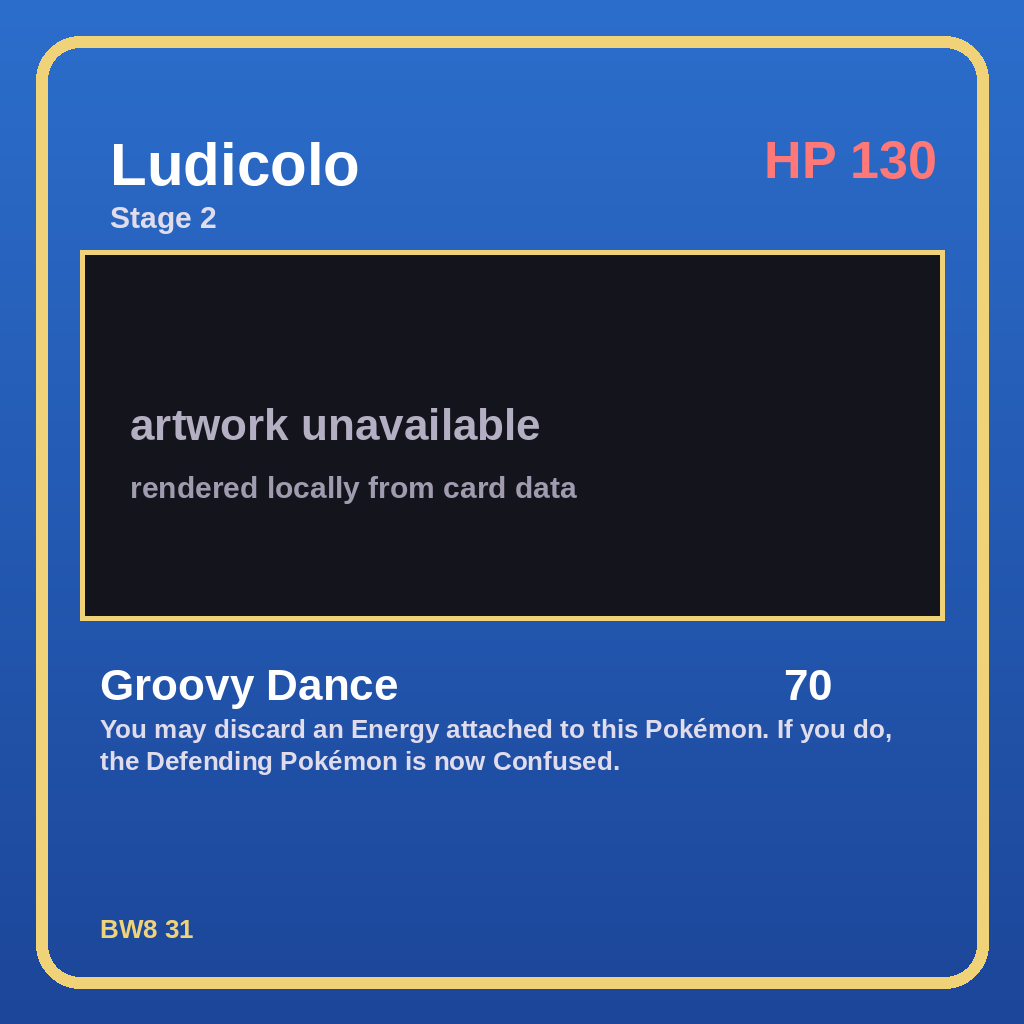 Ludicolo
HP 130
Stage 2
artwork unavailable
rendered locally from card data
Groovy Dance 70
You may discard an Energy attached to this Pokémon. If you do,
the Defending Pokémon is now Confused.
BW8 31